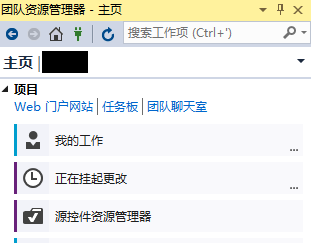 团队资源管理器 - 主页
搜索工作项 (Ctrl+')
主页 |
项目
Web 门户网站 | 任务板 | 团队聊天室
我的工作
...
正在挂起更改
...
源控件资源管理器